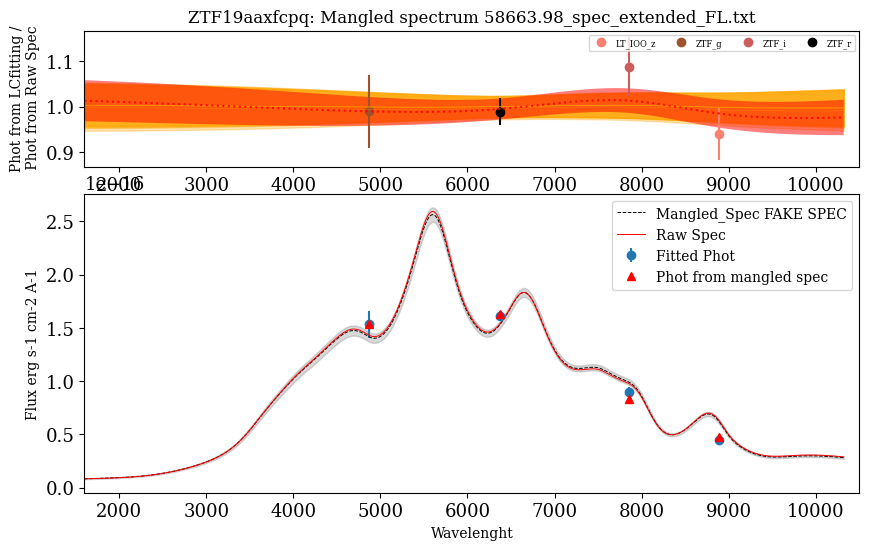 ZTF19aaxfcpq: Mangled spectrum 58663.98_spec_extended_FL.txt
Phot from LCfitting /
Phot from Raw Spec
1.1
1.0
0.9
LT_IOO_z ZTF_g ZTF_i ZTF_r
2000 3000 4000 5000 6000 7000 8000 9000 10000
1e−16
Flux erg s-1 cm-2 A-1
2.5
2.0
1.5
1.0
0.5
0.0
Mangled_Spec FAKE SPEC
Raw Spec
Fitted Phot
Phot from mangled spec
2000 3000 4000 5000 6000 7000 8000 9000 10000
Wavelenght